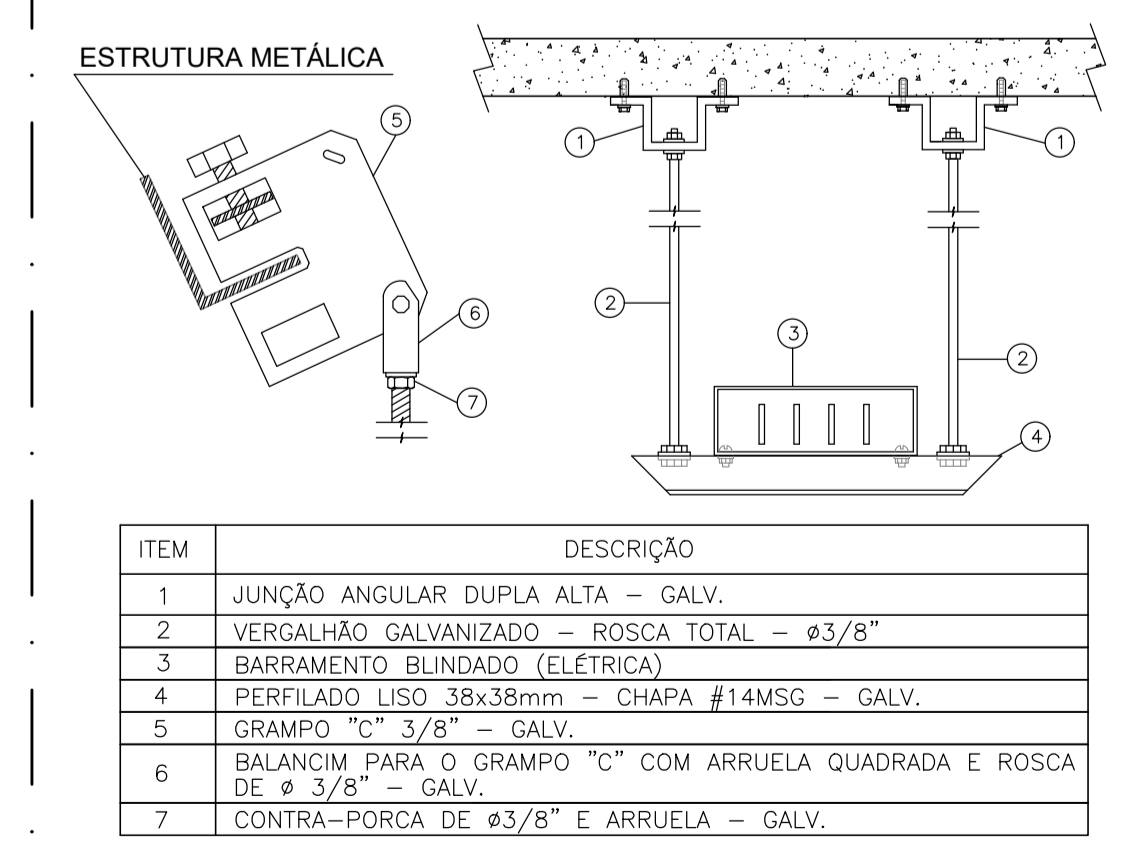 ESTRUTURA METÁLICA
5
1
1
6
2
3
2
7
4
ITEM DESCRIÇÃO
1 JUNÇÃO ANGULAR DUPLA ALTA – GALV.
2 VERGALHÃO GALVANIZADO – ROSCA TOTAL – ø3/8"
3 BARRAMENTO BLINDADO (ELÉTRICA)
4 PERFILADO LISO 38x38mm – CHAPA #14MSG – GALV.
5 GRAMPO "C" 3/8" – GALV.
6 BALANCIM PARA O GRAMPO "C" COM ARRUELA QUADRADA E ROSCA
DE ø 3/8" – GALV.
7 CONTRA–PORCA DE ø3/8" E ARRUELA – GALV.